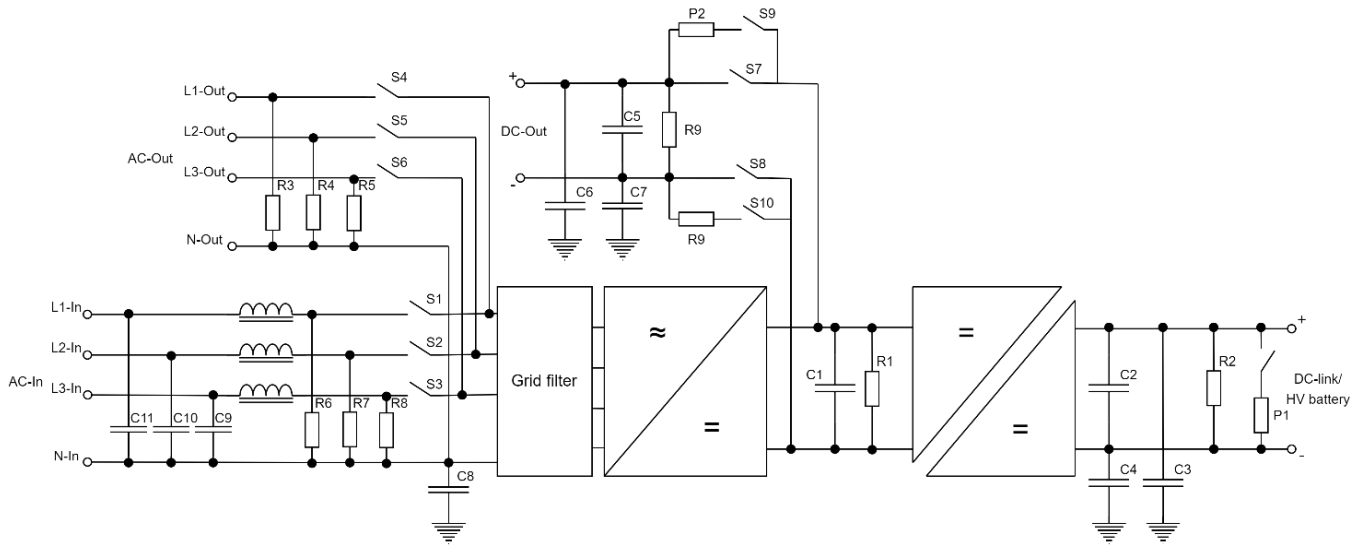 P2
S9
+
S7
S4
L1-Out
C5
R9
S5
L2-Out
DC-Out
AC-Out
S6
L3-Out
S8
-
R3
R4
R5
C6
C7
S10
N-Out
R9
L1-In
S1
+
≈
=
L2-In
S2
R1
R2
Grid filter
C1
C2
DC-link/
HV battery
AC-In
L3-In
S3
C11
C10
C9
R6
R7
R8
P1
=
=
N-In
-
C8
C4
C3